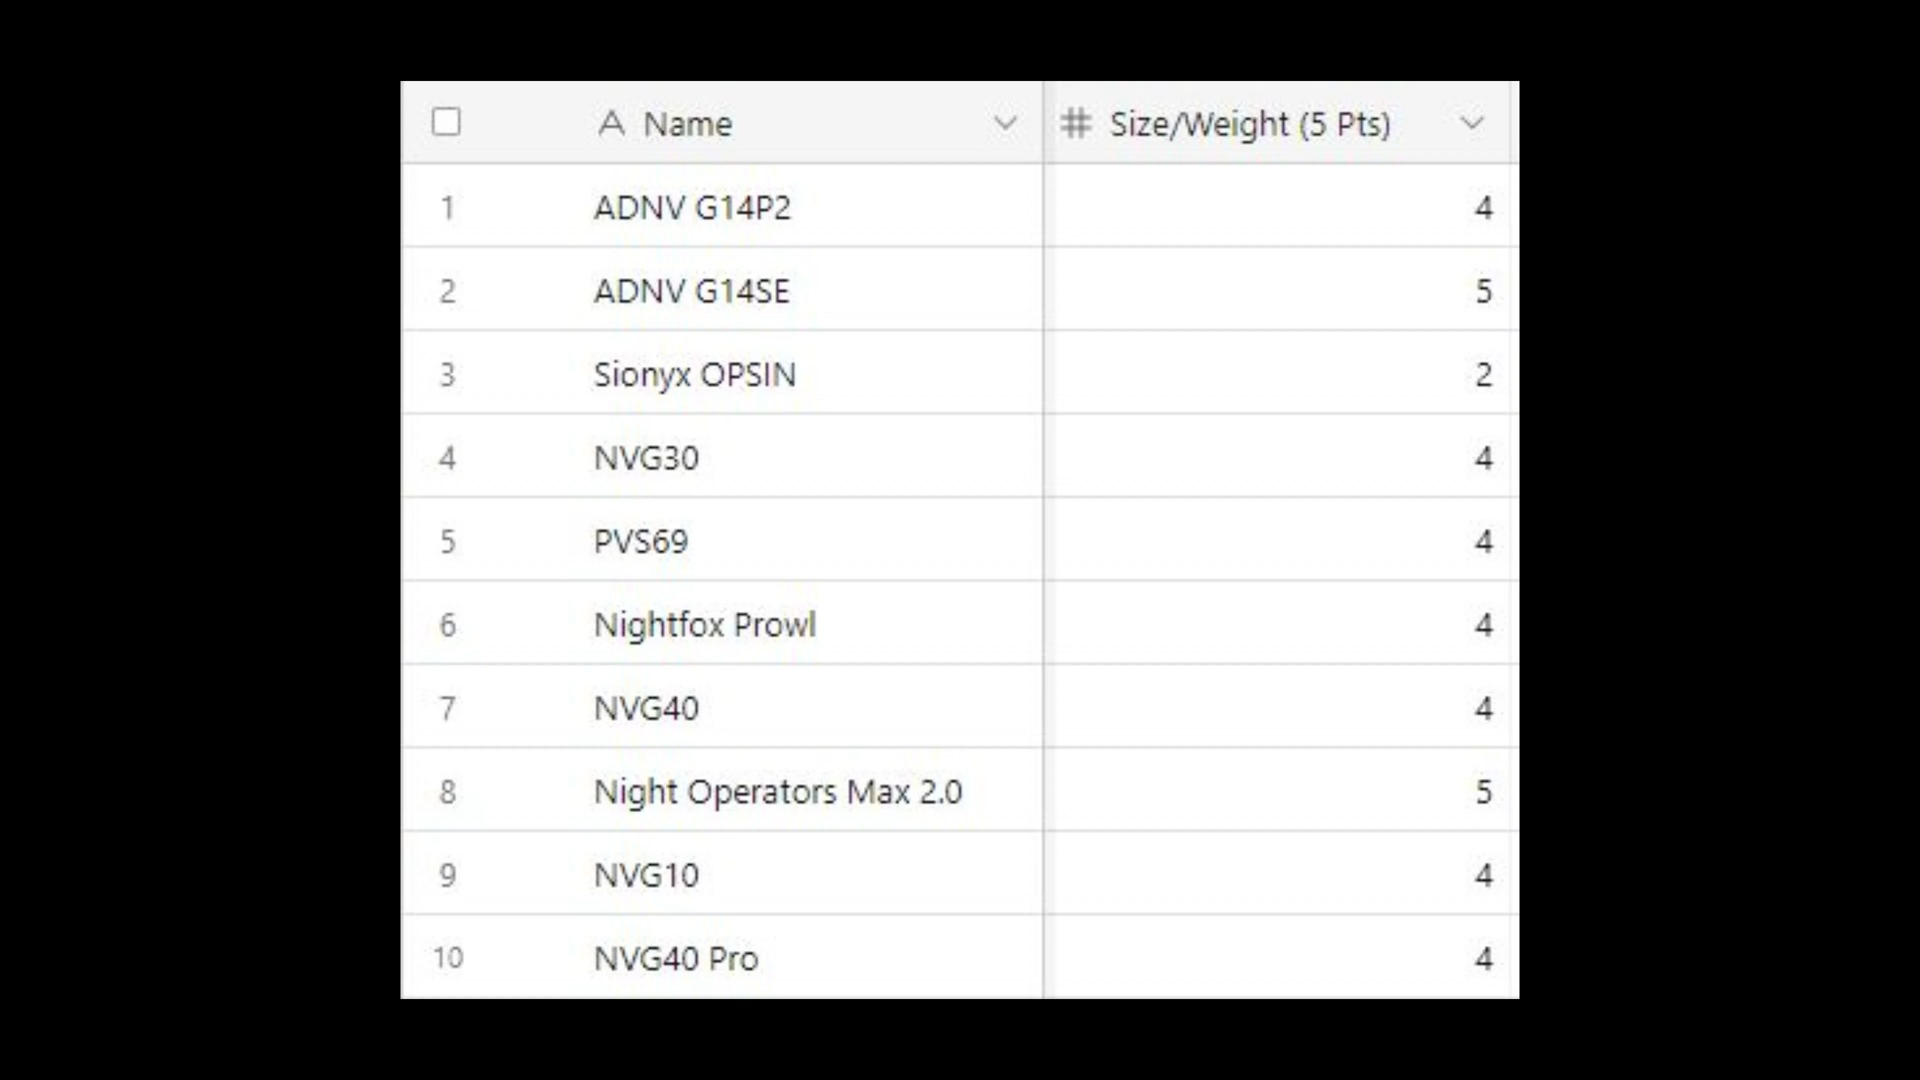 Name Size/Weight (5 Pts)
1 ADNV G14P2 4
2 ADNV G14SE 5
3 Sionyx OPSIN 2
4 NVG30 4
5 PVS69 4
6 Nightfox Prowl 4
7 NVG40 4
8 Night Operators Max 2.0 5
9 NVG10 4
10 NVG40 Pro 4